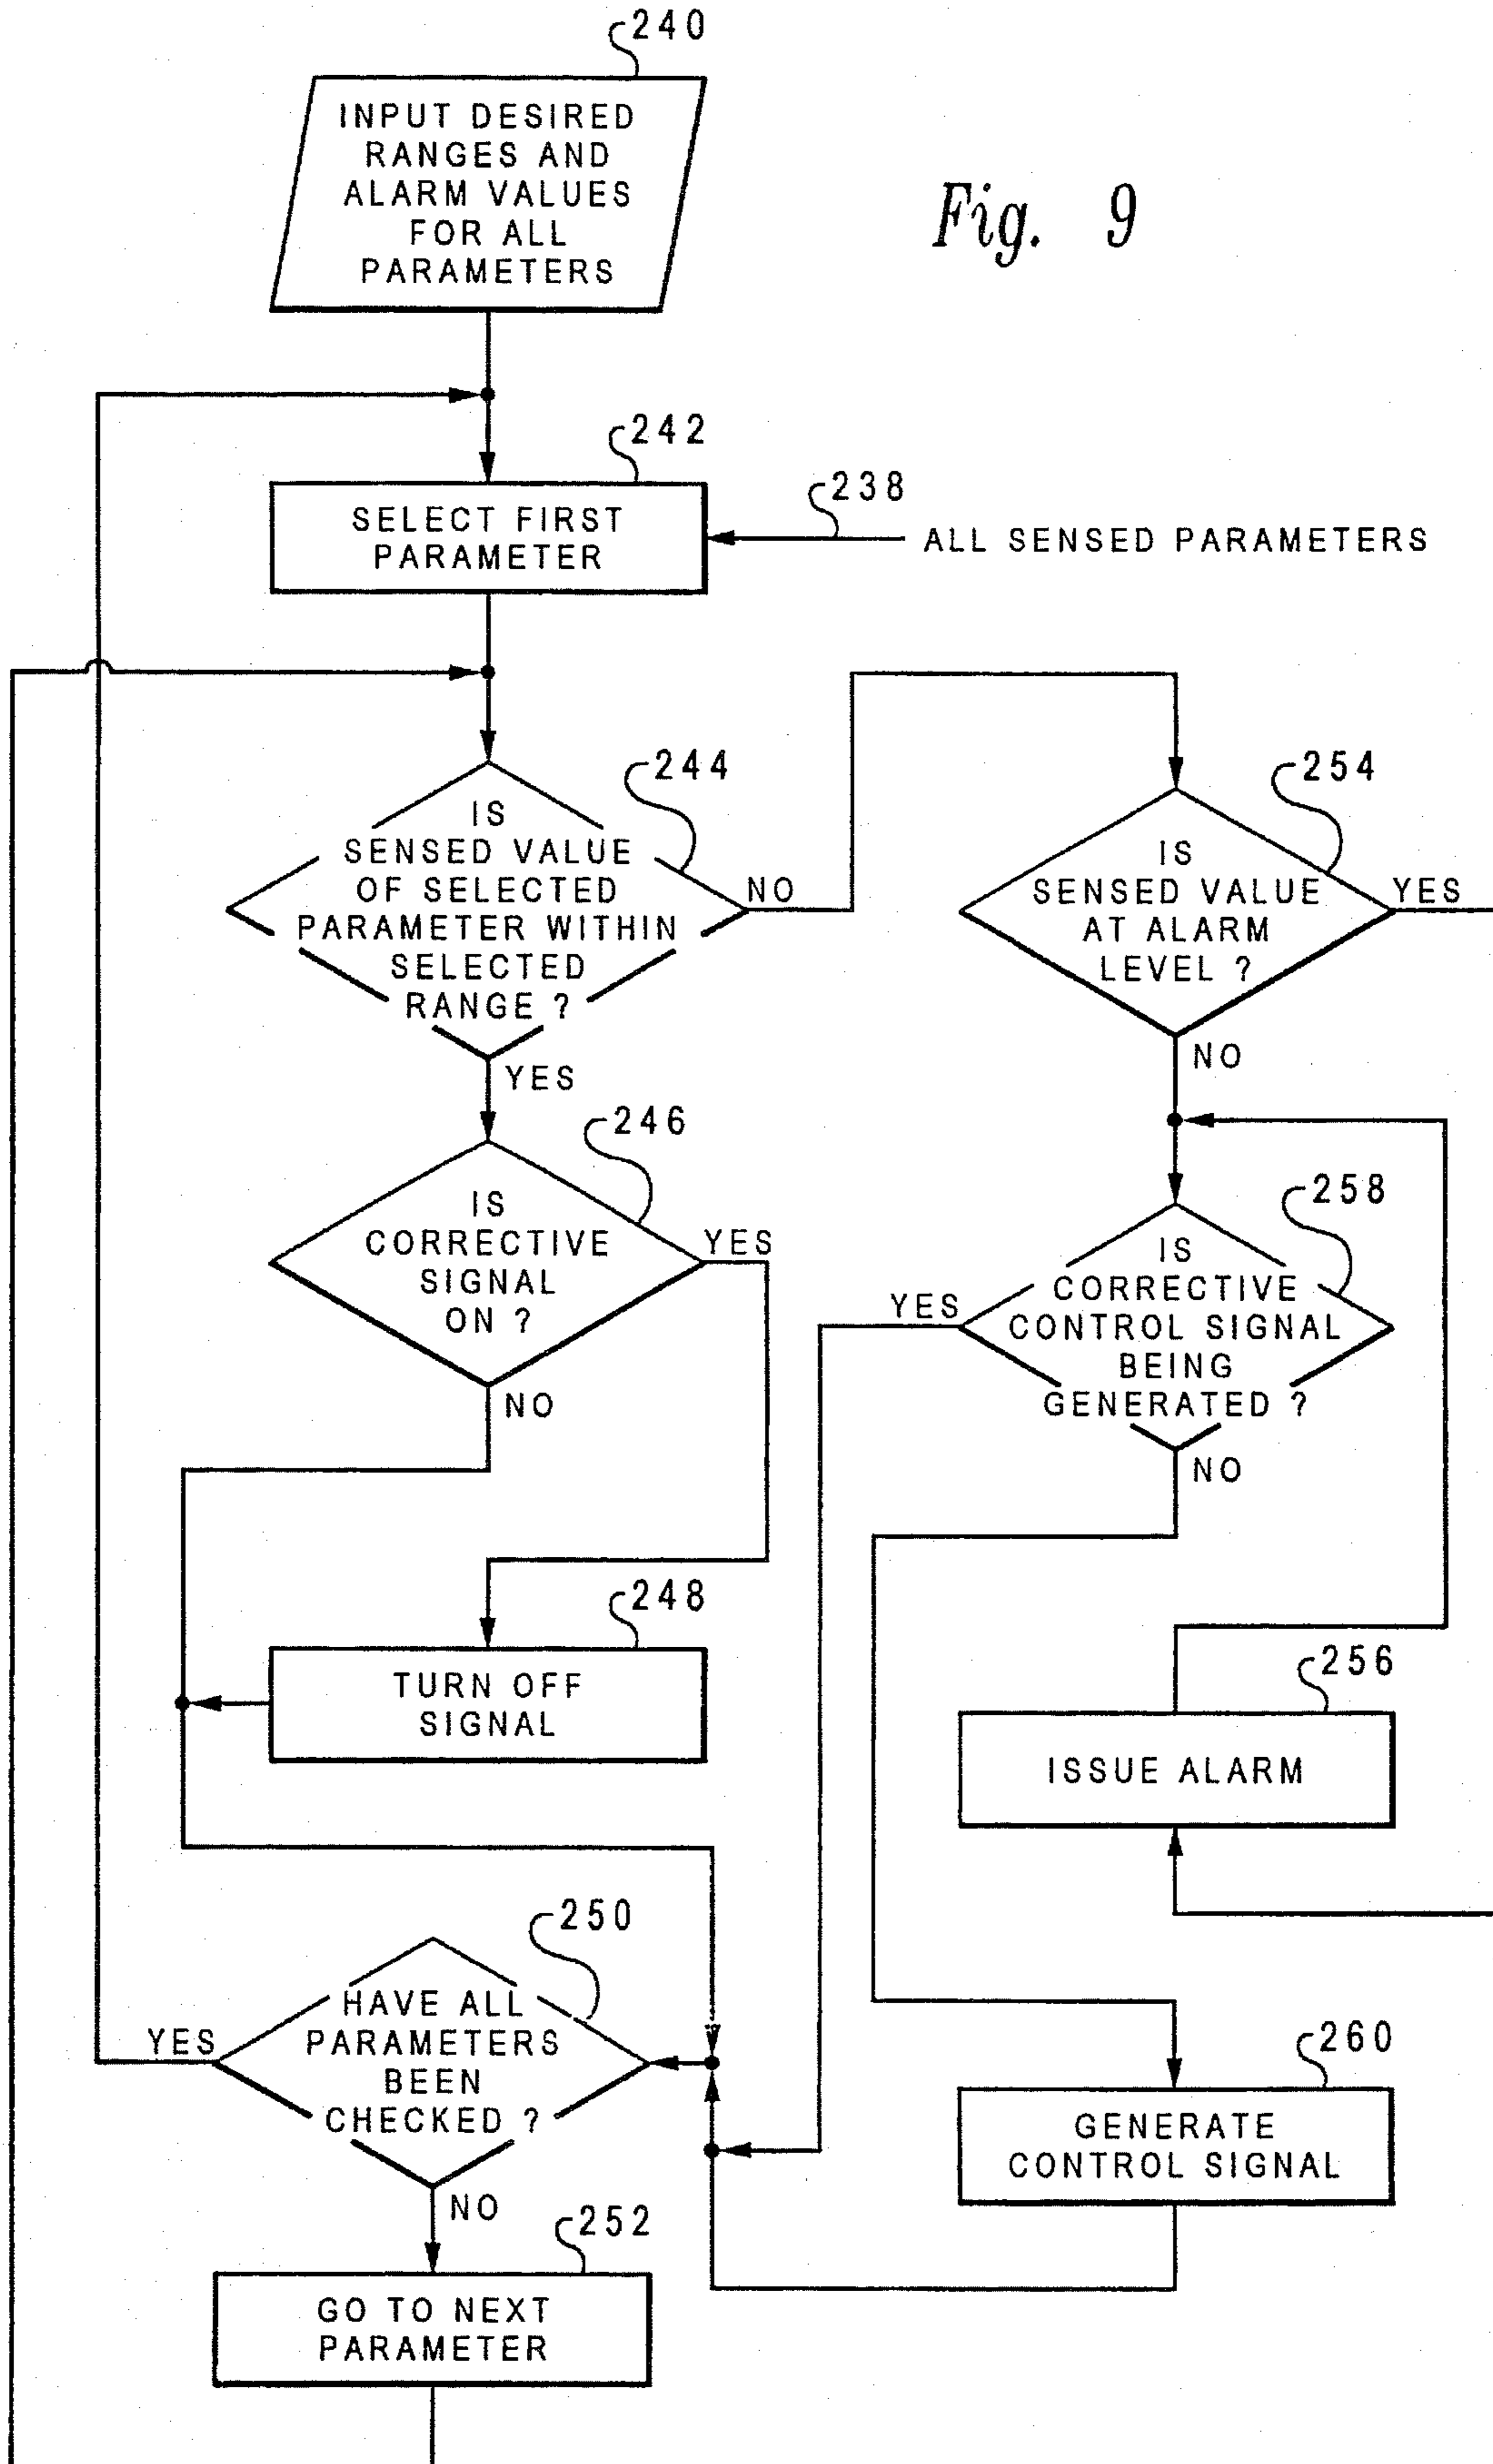 240
INPUT DESIRED
RANGES AND
ALARM VALUES
FOR ALL
PARAMETERS
Fig. 9
242
SELECT FIRST
PARAMETER
238
ALL SENSED PARAMETERS
244
IS
SENSED VALUE
OF SELECTED
PARAMETER WITHIN
SELECTED
RANGE ?
NO
YES
254
IS
SENSED VALUE
AT ALARM
LEVEL ?
YES
NO
246
IS
CORRECTIVE
SIGNAL
ON ?
YES
NO
258
IS
CORRECTIVE
CONTROL SIGNAL
BEING
GENERATED ?
YES
NO
248
TURN OFF
SIGNAL
256
ISSUE ALARM
250
HAVE ALL
PARAMETERS
BEEN
CHECKED ?
YES
NO
260
GENERATE
CONTROL SIGNAL
252
GO TO NEXT
PARAMETER